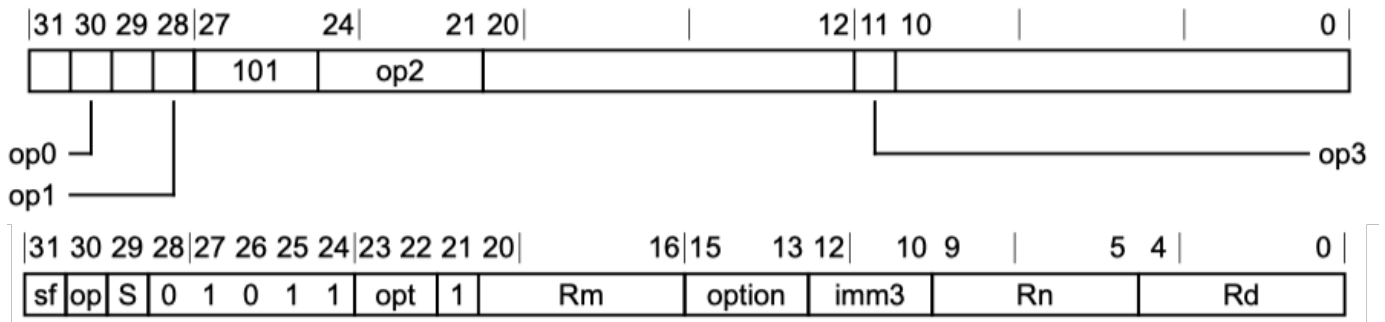 31 30 29 28 27 24 21 20 12 11 10 0
101 op2
op0
op3
op1
31 30 29 28 27 26 25 24 23 22 21 20 16 15 13 12 10 9 5 4 0
sf op S 0 1 0 1 1 opt 1 Rm option imm3 Rn Rd